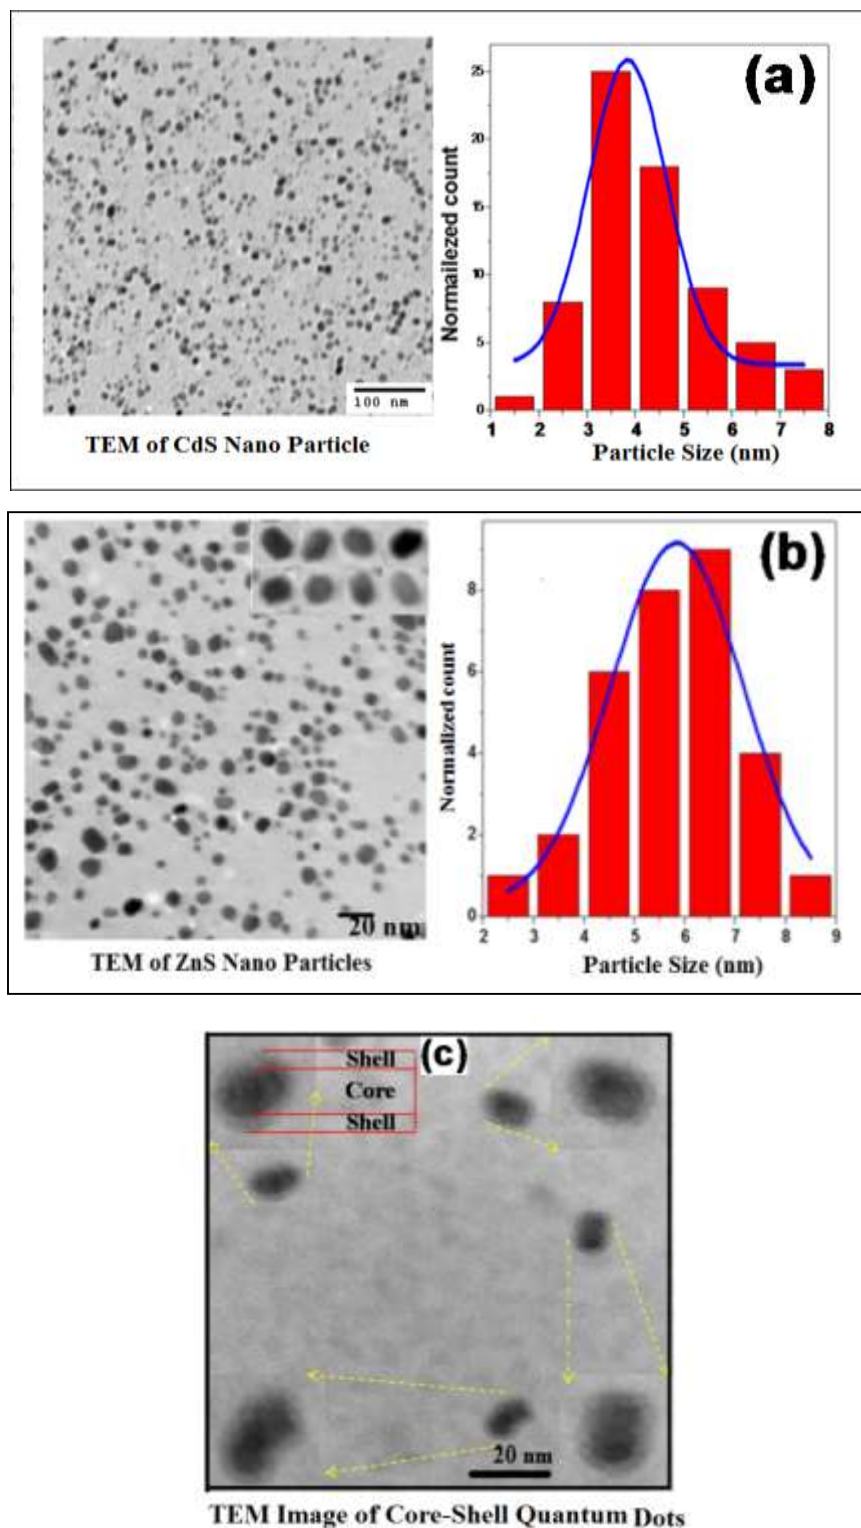 (a)
25
20
15
10
5
0
Normailezed count
1 2 3 4 5 6 7 8
Particle Size (nm)
100 nm
TEM of CdS Nano Particle
(b)
8
6
4
2
0
Normalized count
2 3 4 5 6 7 8 9
Particle Size (nm)
20 nm
TEM of ZnS Nano Particles
(c)
Shell
Core
Shell
20 nm
TEM Image of Core-Shell Quantum Dots